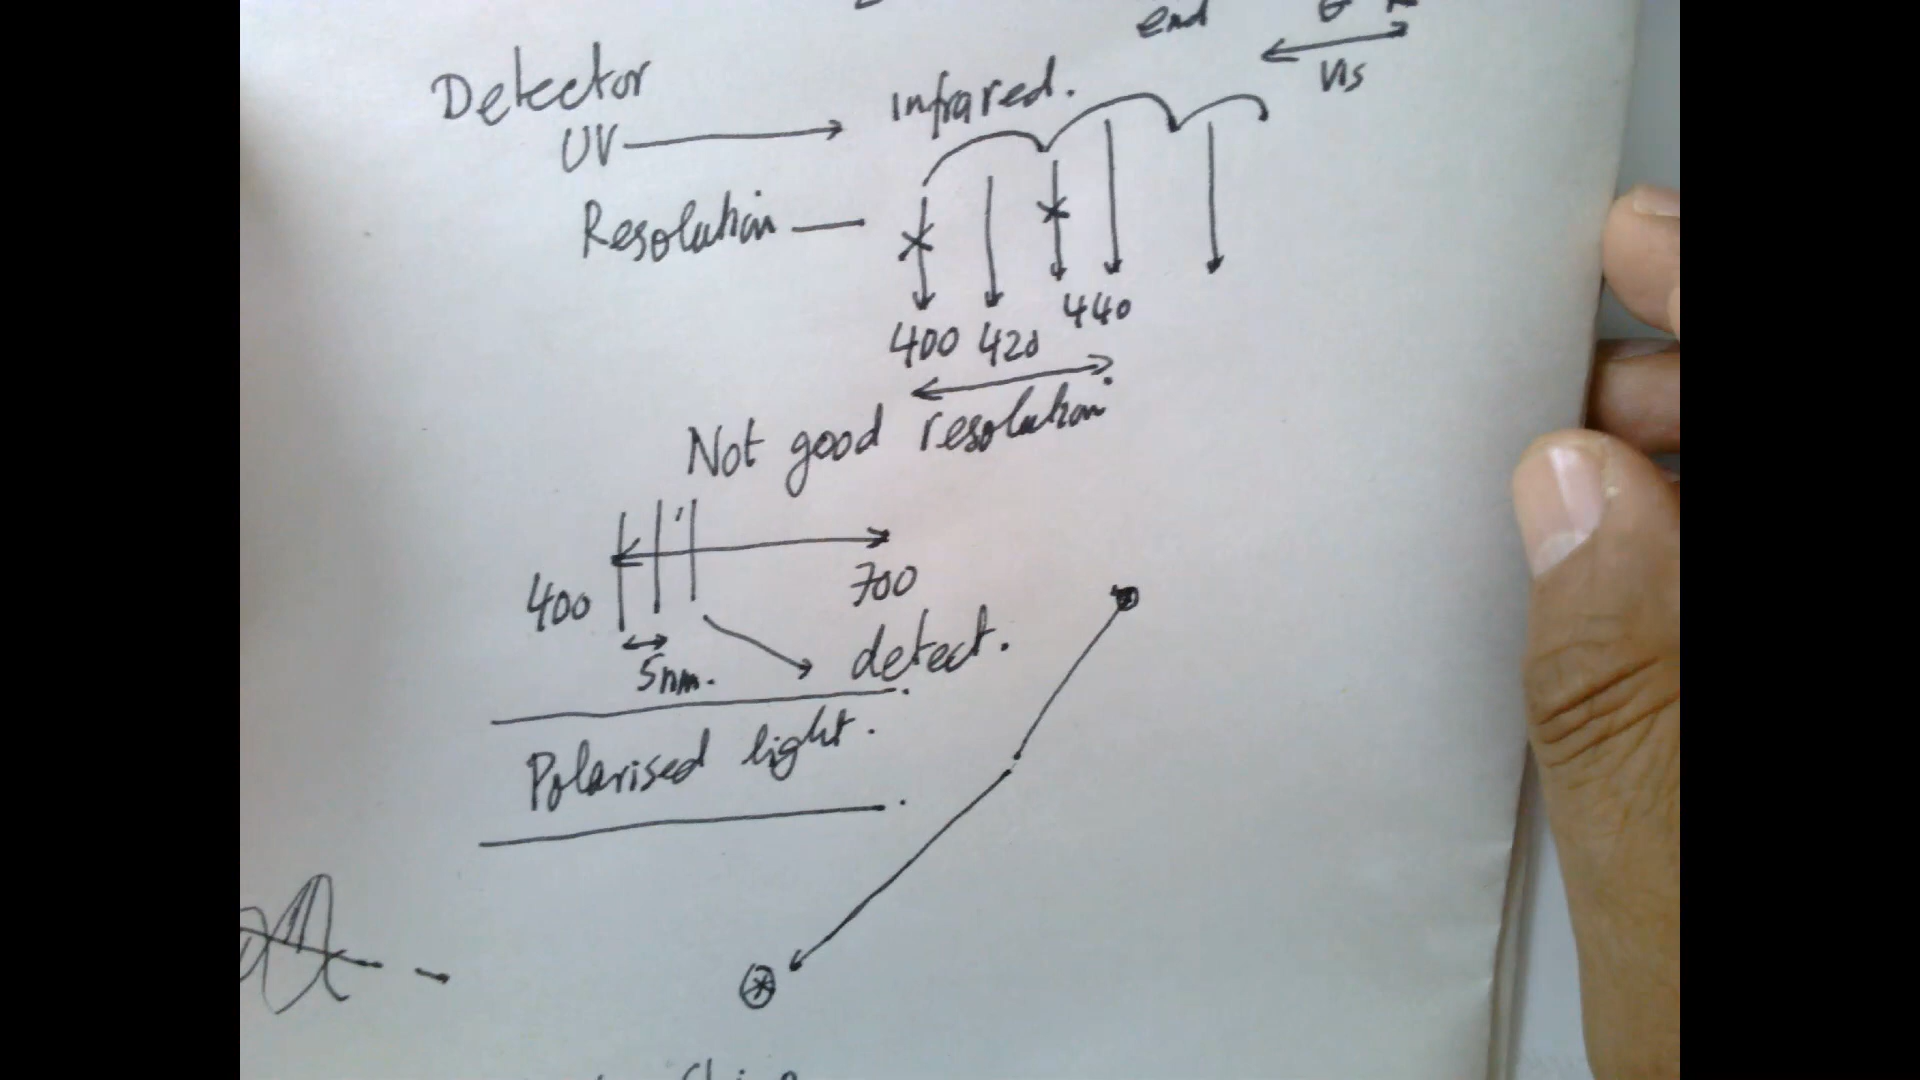 end
Vis
Detector
UV
Infrared.
Resolution
400 420 440
Not good resolution
400
700
5nm.
detect.
Polarised light.